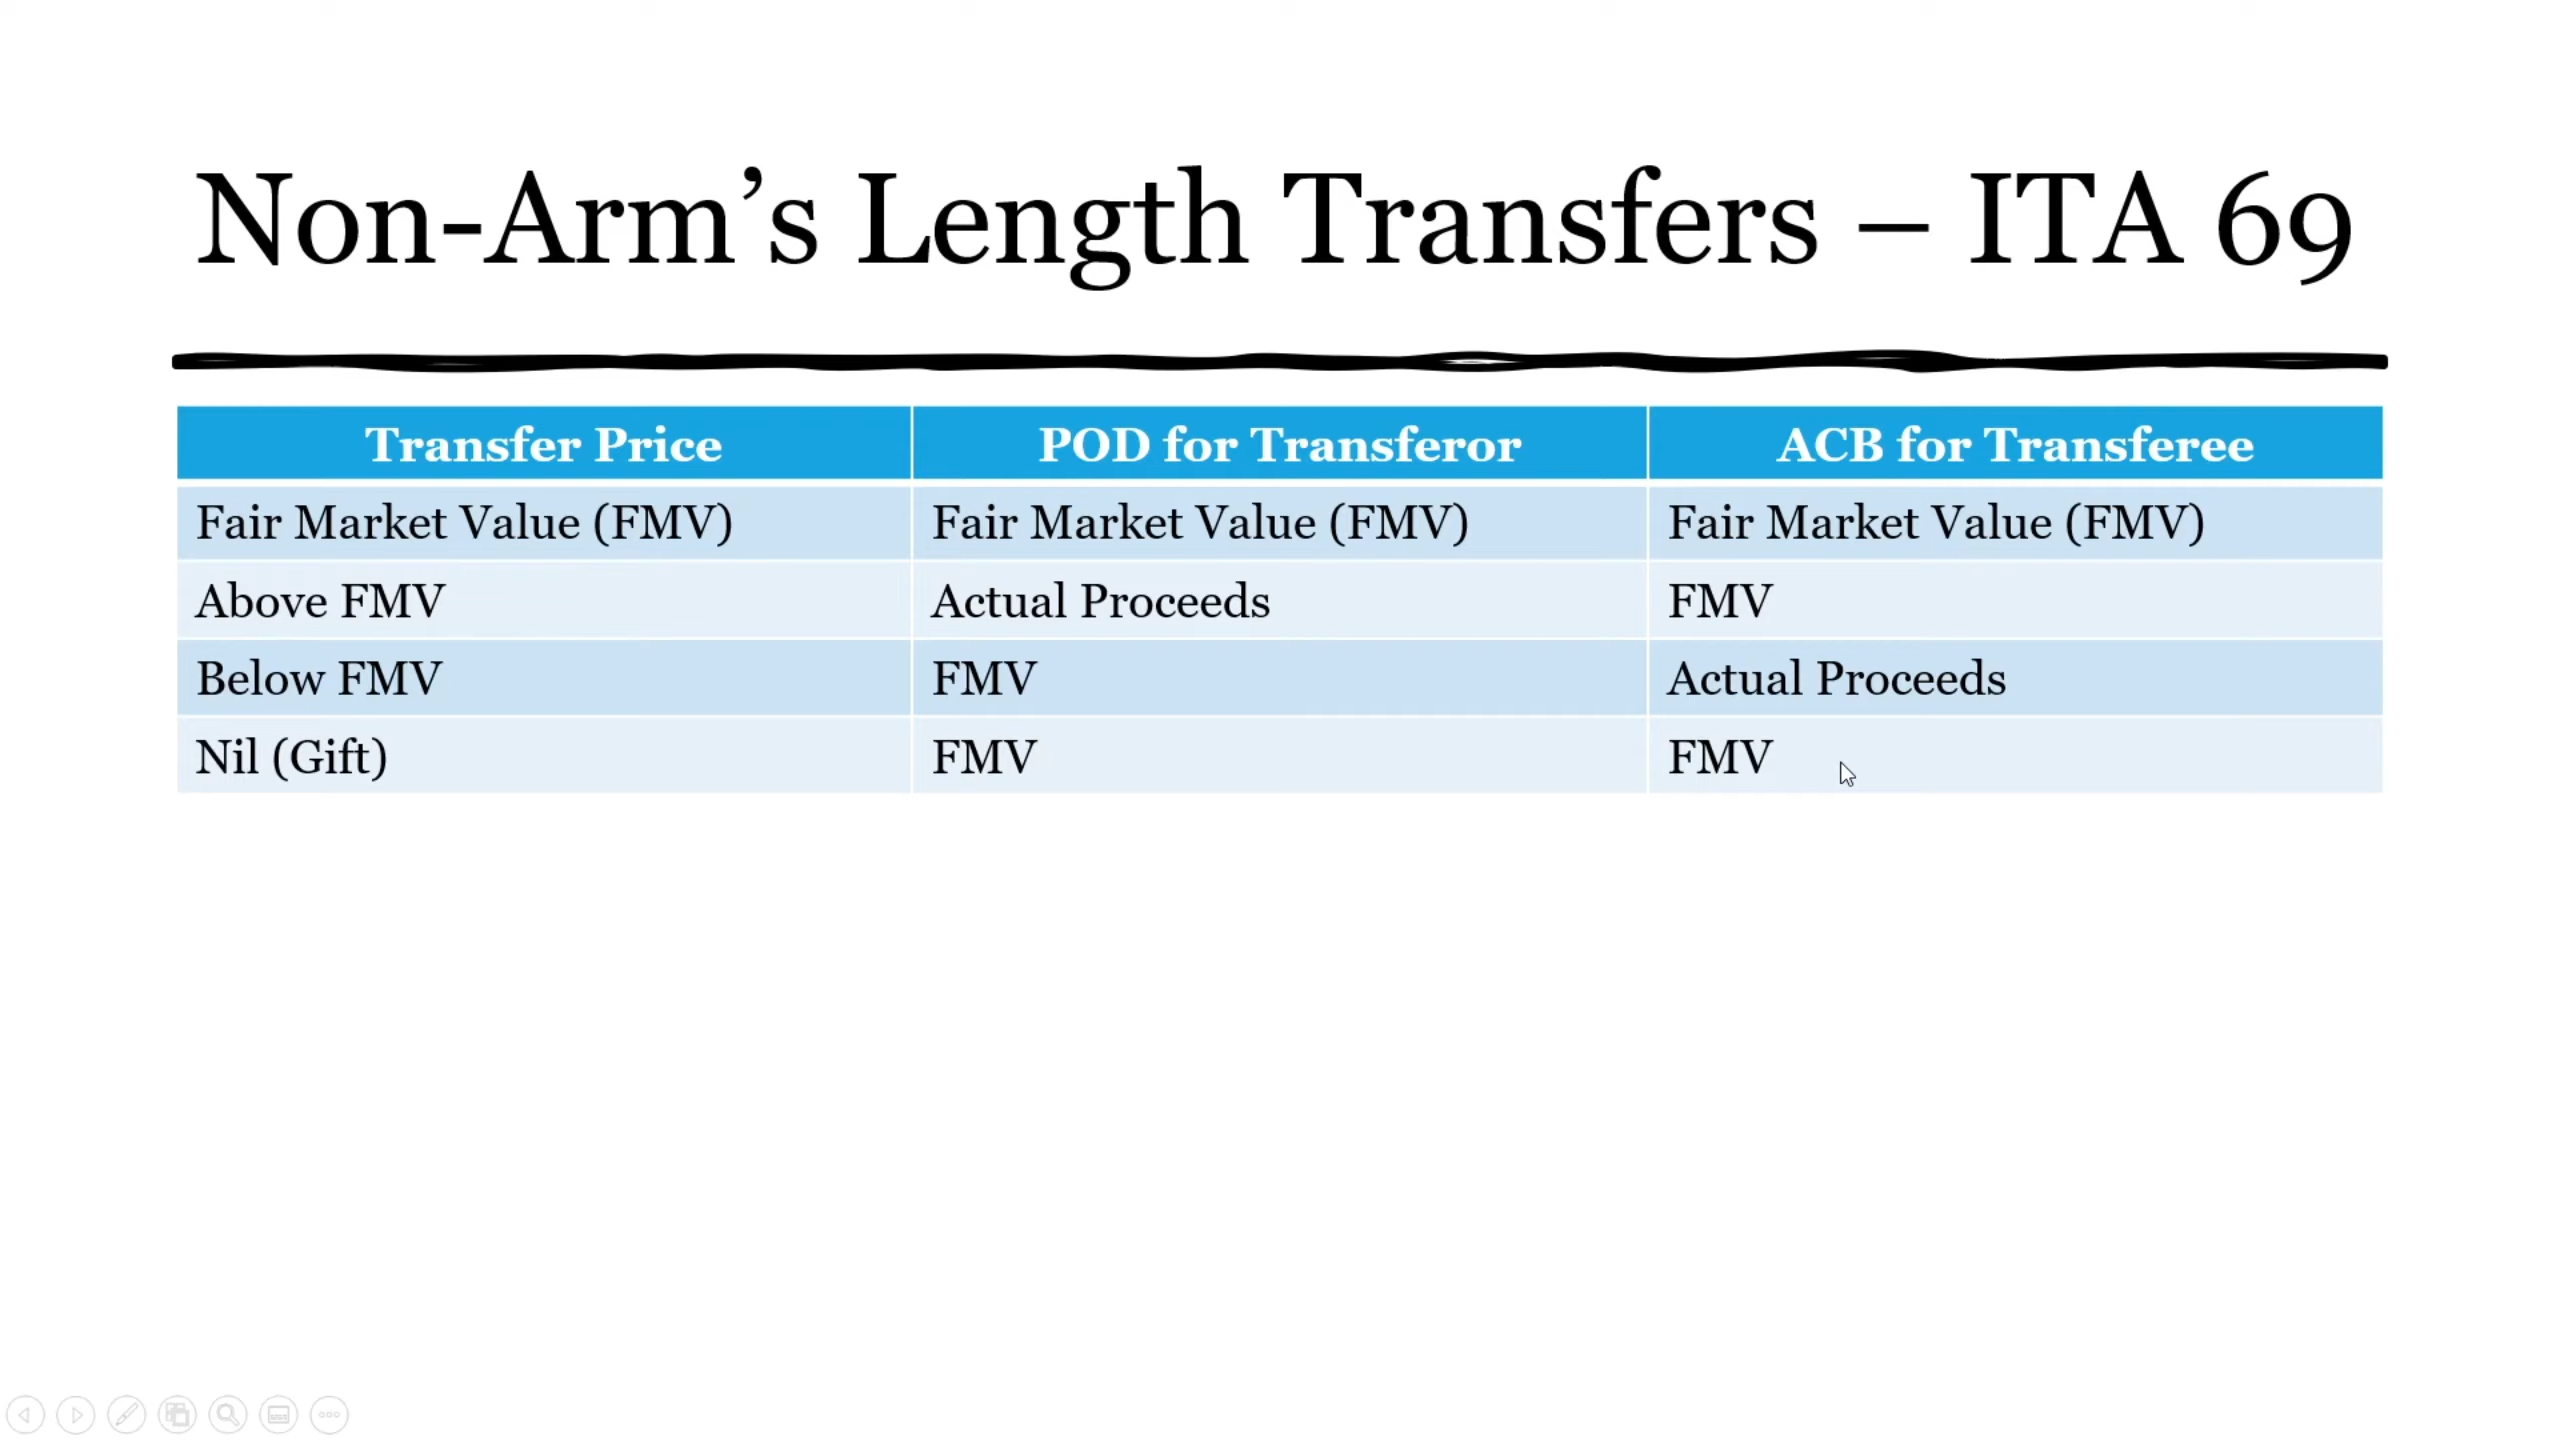 Non-Arm’s Length Transfers – ITA 69
Transfer Price POD for Transferor ACB for Transferee
Fair Market Value (FMV) Fair Market Value (FMV) Fair Market Value (FMV)
Above FMV Actual Proceeds FMV
Below FMV FMV Actual Proceeds
Nil (Gift) FMV FMV